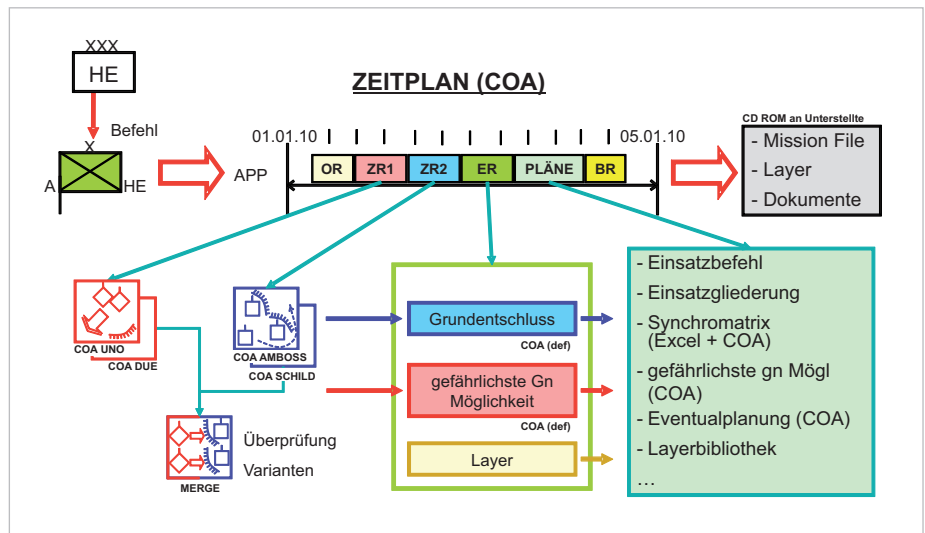 XXX
HE
Befehl
X
A
HE
ZEITPLAN (COA)
01.01.10
05.01.10
APP
OR
ZR1
ZR2
ER
PLÄNE
BR
CD ROM an Unterstellte
- Mission File
- Layer
- Dokumente
COA UNO
COA DUE
COA AMBOSS
COA SCHILD
MERGE
Überprüfung
Varianten
Grundentschluss
COA (def)
gefährlichste Gn
Möglichkeit
COA (def)
Layer
- Einsatzbefehl
- Einsatzgliederung
- Synchromatrix
(Excel + COA)
- gefährlichste gn Mögl
(COA)
- Eventualplanung (COA)
- Layerbibliothek
…